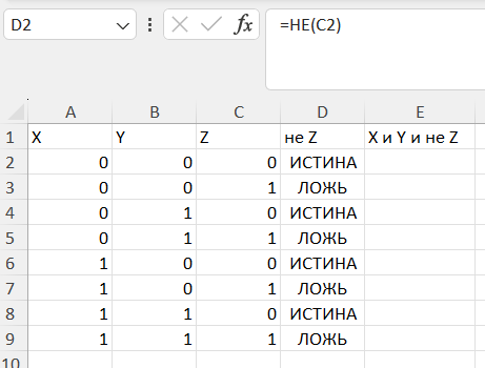 D2 fx =НЕ(C2)
A B C D E
1 X Y Z не Z X и Y и не Z
2 0 0 0 ИСТИНА
3 0 0 1 ЛОЖЬ
4 0 1 0 ИСТИНА
5 0 1 1 ЛОЖЬ
6 1 0 0 ИСТИНА
7 1 0 1 ЛОЖЬ
8 1 1 0 ИСТИНА
9 1 1 1 ЛОЖЬ
10